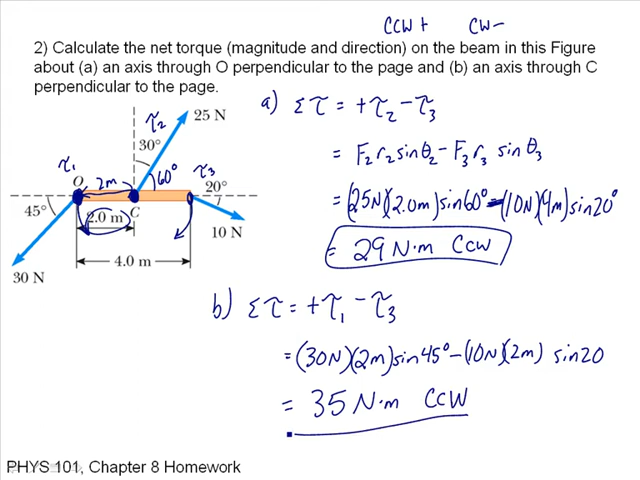 CCW + CW -
2) Calculate the net torque (magnitude and direction) on the beam in this Figure
about (a) an axis through O perpendicular to the page and (b) an axis through C
perpendicular to the page.
τ₂
25 N
30°
τ₁
O
2m
60°
τ₃
20°
45°
2.0 m
C
10 N
4.0 m
30 N
a) Στ = +τ₂ - τ₃
= F₂r₂sinθ₂ - F₃r₃ sinθ₃
= (25N)(2.0m)sin60° - (10N)(4m)sin20°
= 29 N·m CCW
b) Στ = +τ₁ - τ₃
= (30N)(2m)sin45° - (10N)(2m) sin20
= 35 N·m CCW
PHYS 101, Chapter 8 Homework